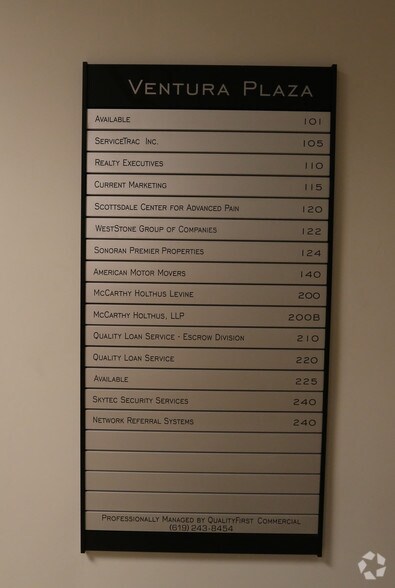 Ventura Plaza
Available 101
ServiceTrac Inc. 105
Realty Executives 110
Current Marketing 115
Scottsdale Center for Advanced Pain 120
WestStone Group of Companies 122
Sonoran Premier Properties 124
American Motor Movers 140
McCarthy Holthus Levine 200
McCarthy Holthus, LLP 200B
Quality Loan Service - Escrow Division 210
Quality Loan Service 220
Available 225
Skytec Security Services 240
Network Referral Systems 240
Professionally Managed by QualityFirst Commercial
(619) 243-8454